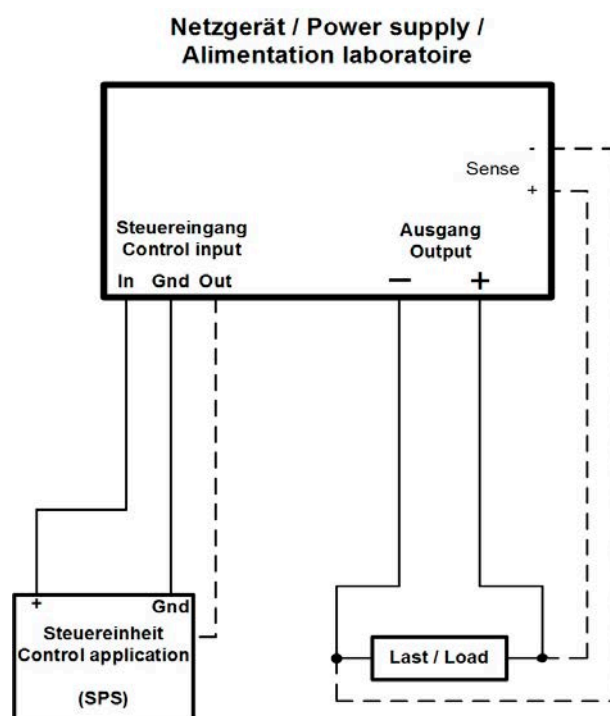 Netzgerät / Power supply /
Alimentation laboratoire
-
Sense
+
Steuereingang
Control input
Ausgang
Output
In Gnd Out
− +
+ Gnd
Steuereinheit
Control application
(SPS)
Last / Load